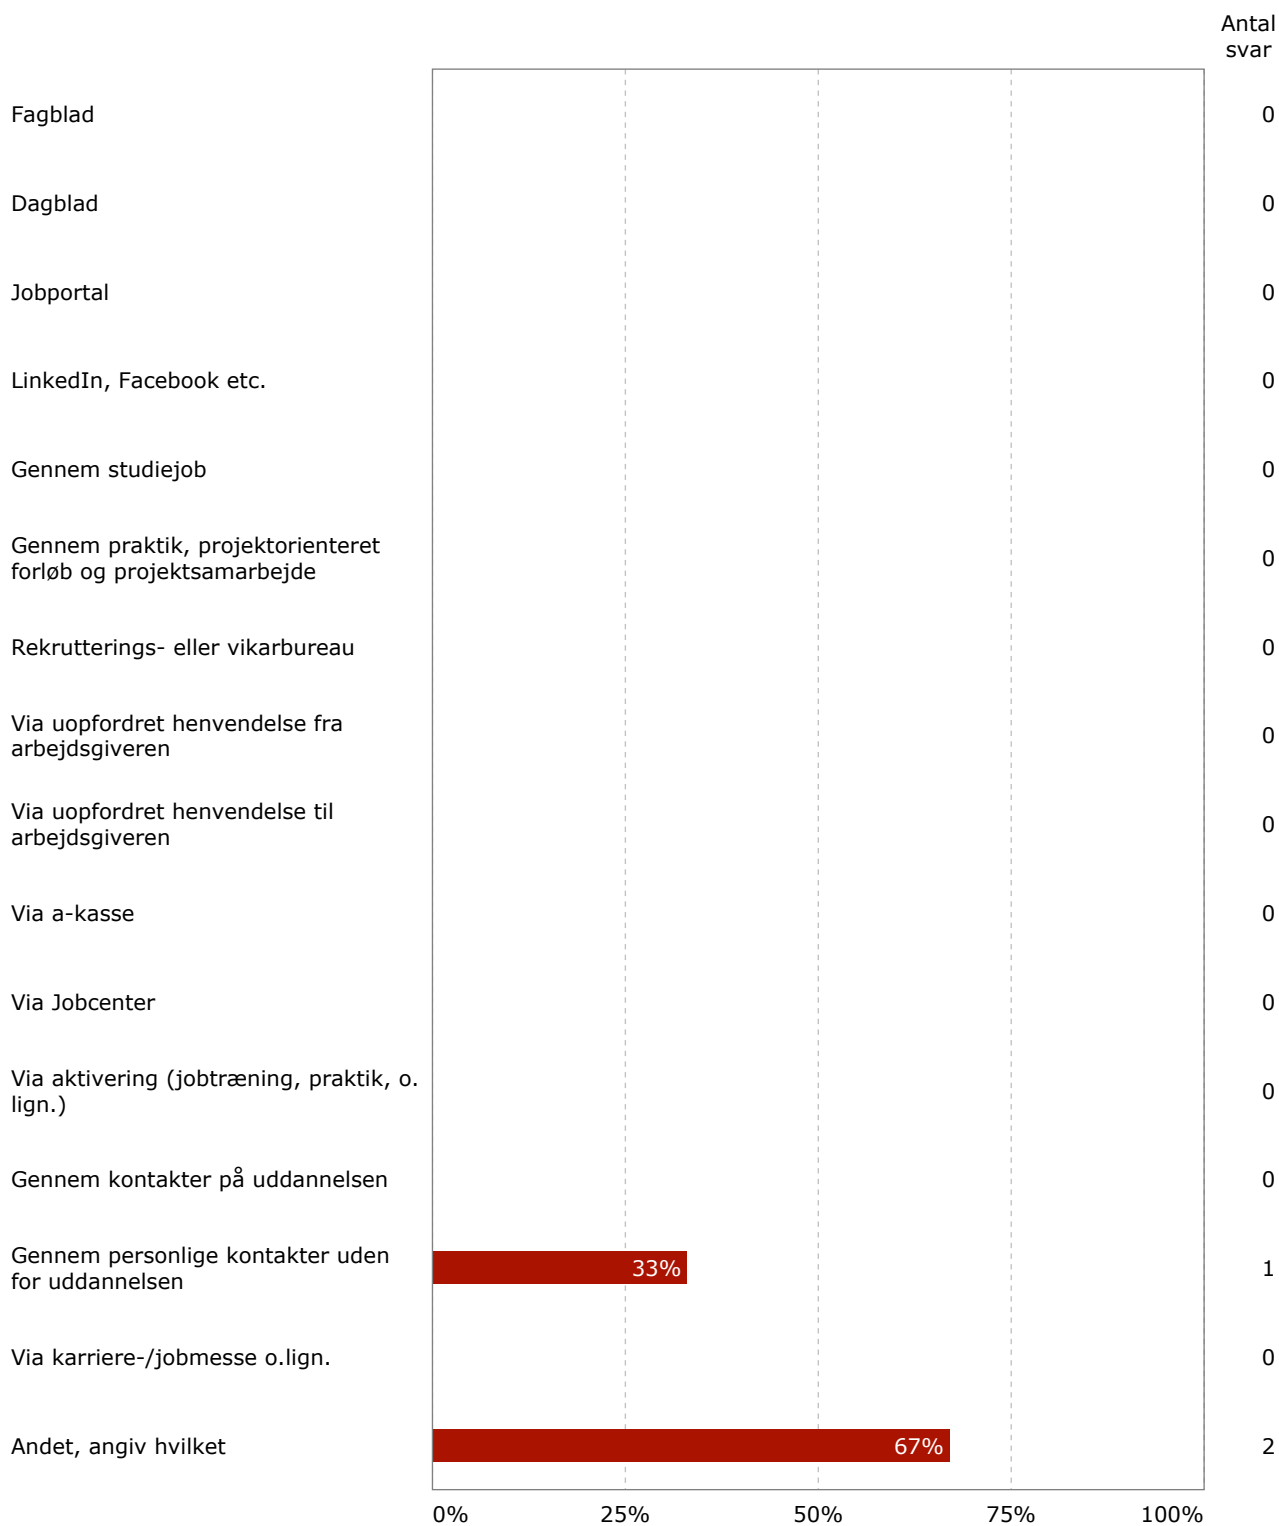 Antal
svar
Fagblad 0
Dagblad 0
Jobportal 0
LinkedIn, Facebook etc. 0
Gennem studiejob 0
Gennem praktik, projektorienteret
forløb og projektsamarbejde 0
Rekrutterings- eller vikarbureau 0
Via uopfordret henvendelse fra
arbejdsgiveren 0
Via uopfordret henvendelse til
arbejdsgiveren 0
Via a-kasse 0
Via Jobcenter 0
Via aktivering (jobtræning, praktik, o.
lign.) 0
Gennem kontakter på uddannelsen 0
Gennem personlige kontakter uden
for uddannelsen 33% 1
Via karriere-/jobmesse o.lign. 0
Andet, angiv hvilket 67% 2
0% 25% 50% 75% 100%